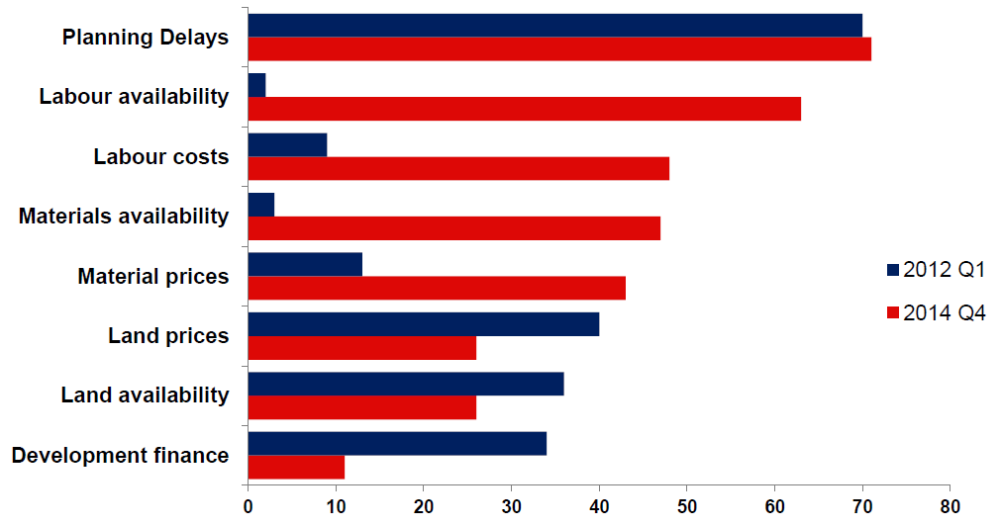 Planning Delays
Labour availability
Labour costs
Materials availability
Material prices
Land prices
Land availability
Development finance
2012 Q1
2014 Q4
0 10 20 30 40 50 60 70 80